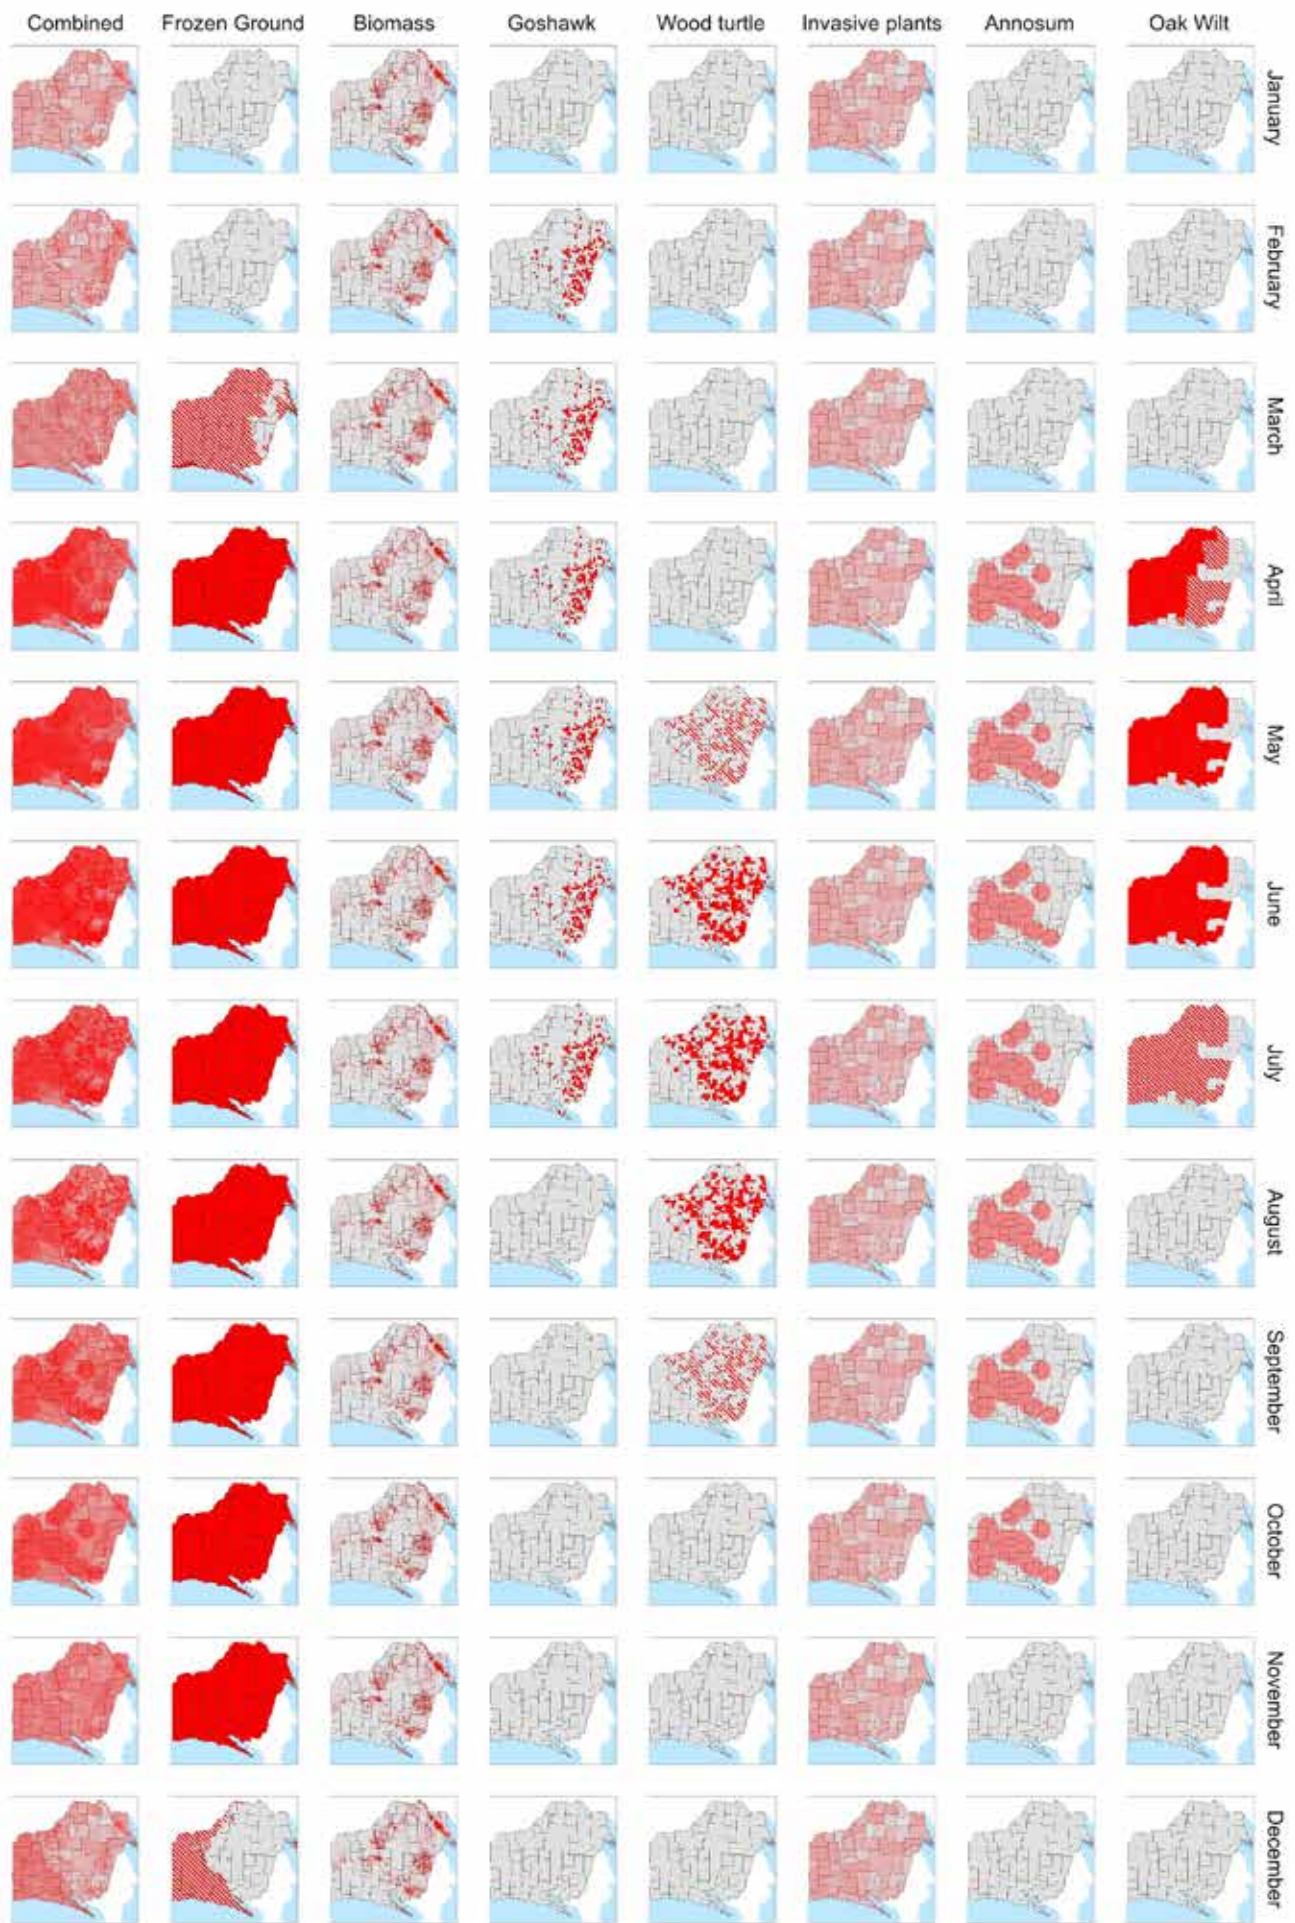 Combined Frozen Ground Biomass Goshawk Wood turtle Invasive plants Annosum Oak Wilt
January
February
March
April
May
June
July
August
September
October
November
December